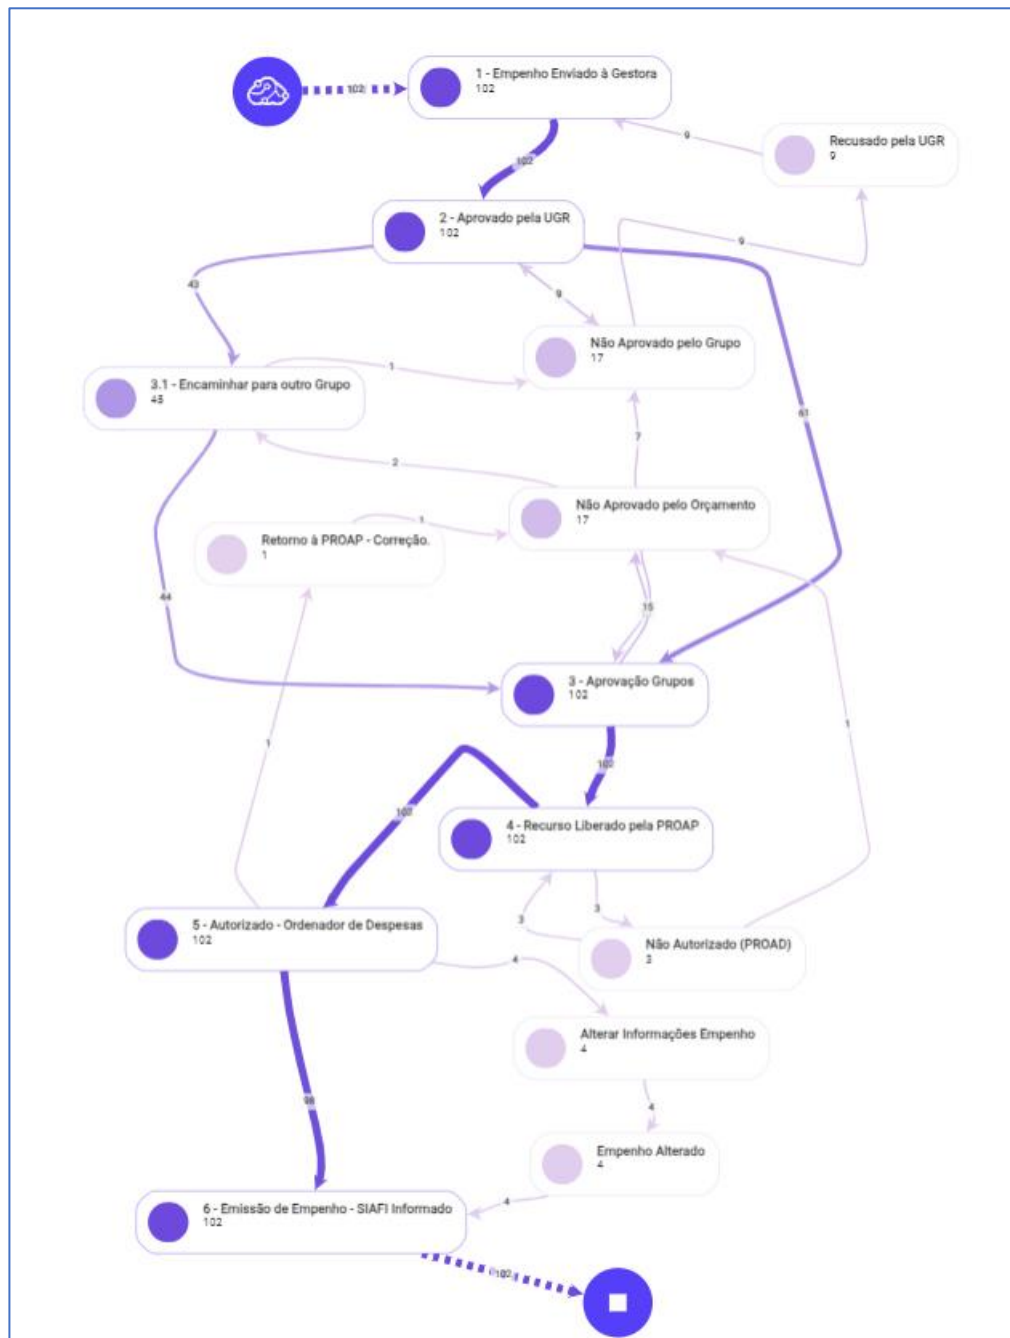 102
1 - Empenho Enviado à Gestora
102
9
Recusado pela UGR
9
102
2 - Aprovado pela UGR
102
9
43
9
Não Aprovado pelo Grupo
17
1
3.1 - Encaminhar para outro Grupo
45
61
7
2
Não Aprovado pelo Orçamento
17
1
Retorno à PROAP - Correção.
1
44
15
3 - Aprovação Grupos
102
1
1
102
102
4 - Recurso Liberado pela PROAP
102
3
3
5 - Autorizado - Ordenador de Despesas
102
Não Autorizado (PROAD)
3
4
Alterar Informações Empenho
4
98
4
Empenho Alterado
4
4
6 - Emissão de Empenho - SIAFI Informado
102
102